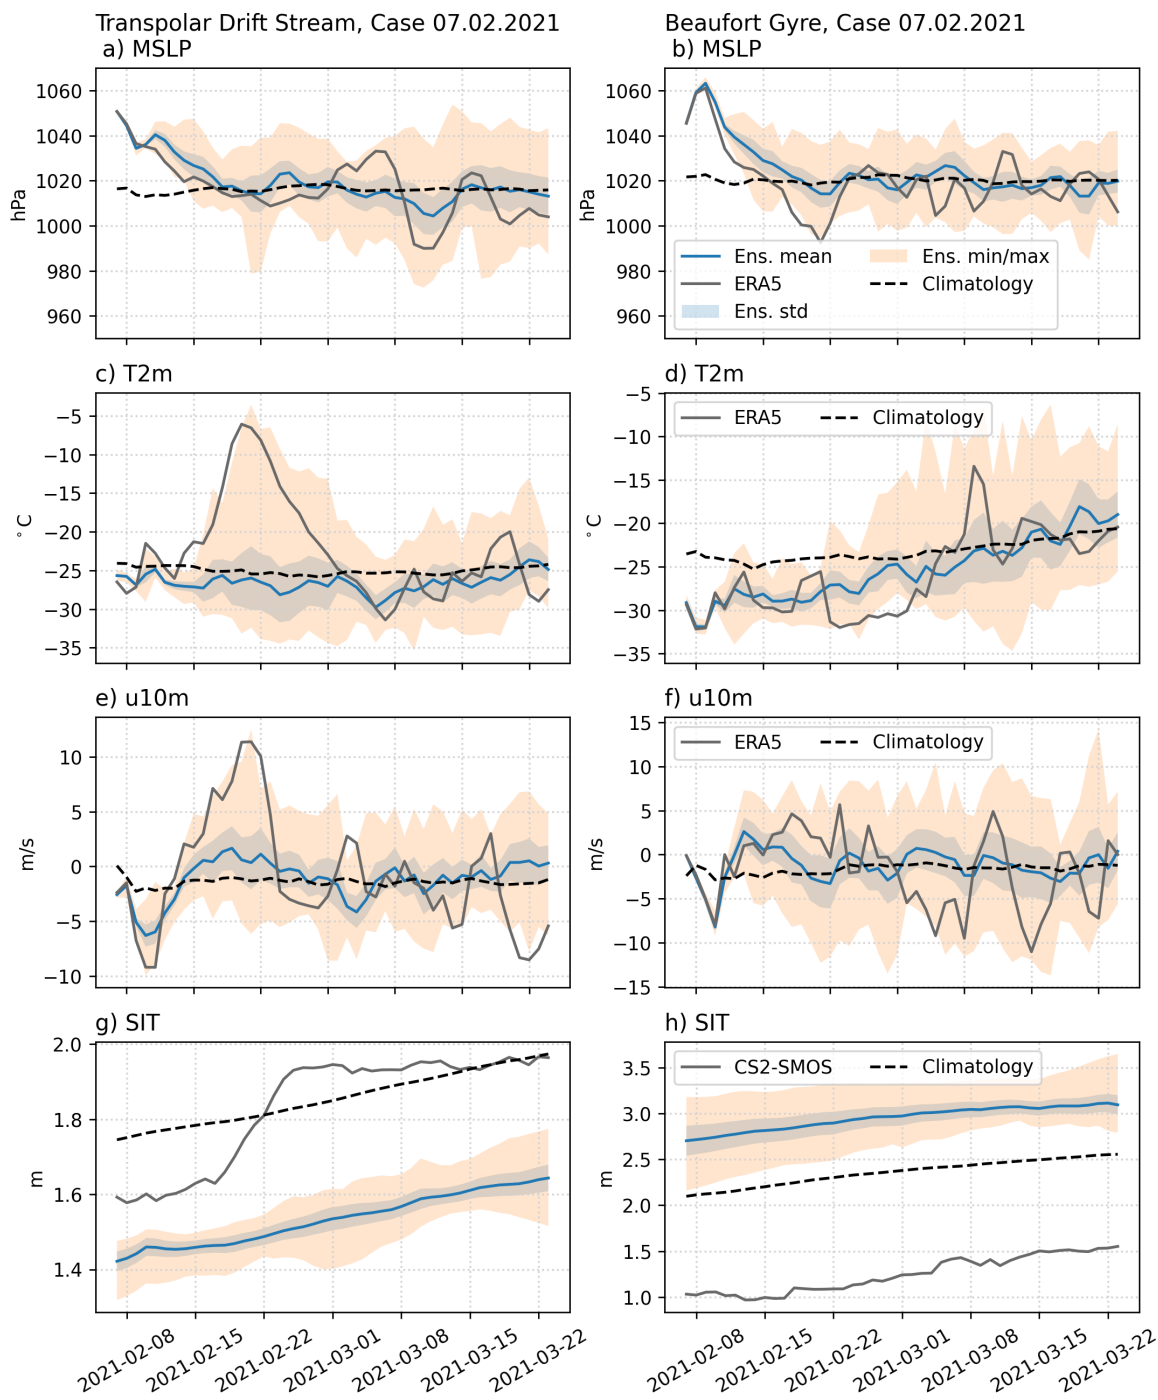 Transpolar Drift Stream, Case 07.02.2021
a) MSLP
1060
1040
1020
1000
980
960
hPa
Beaufort Gyre, Case 07.02.2021
b) MSLP
1060
1040
1020
1000
980
960
hPa
Ens. mean
ERA5
Ens. std
Ens. min/max
Climatology
c) T2m
−5
−10
−15
−20
−25
−30
−35
°C
d) T2m
−5
−10
−15
−20
−25
−30
−35
°C
ERA5
Climatology
e) u10m
10
5
0
−5
−10
m/s
f) u10m
15
10
5
0
−5
−10
−15
m/s
ERA5
Climatology
g) SIT
2.0
1.8
1.6
1.4
m
2021-02-08
2021-02-15
2021-02-22
2021-03-01
2021-03-08
2021-03-15
2021-03-22
h) SIT
3.5
3.0
2.5
2.0
1.5
1.0
m
CS2-SMOS
Climatology
2021-02-08
2021-02-15
2021-02-22
2021-03-01
2021-03-08
2021-03-15
2021-03-22